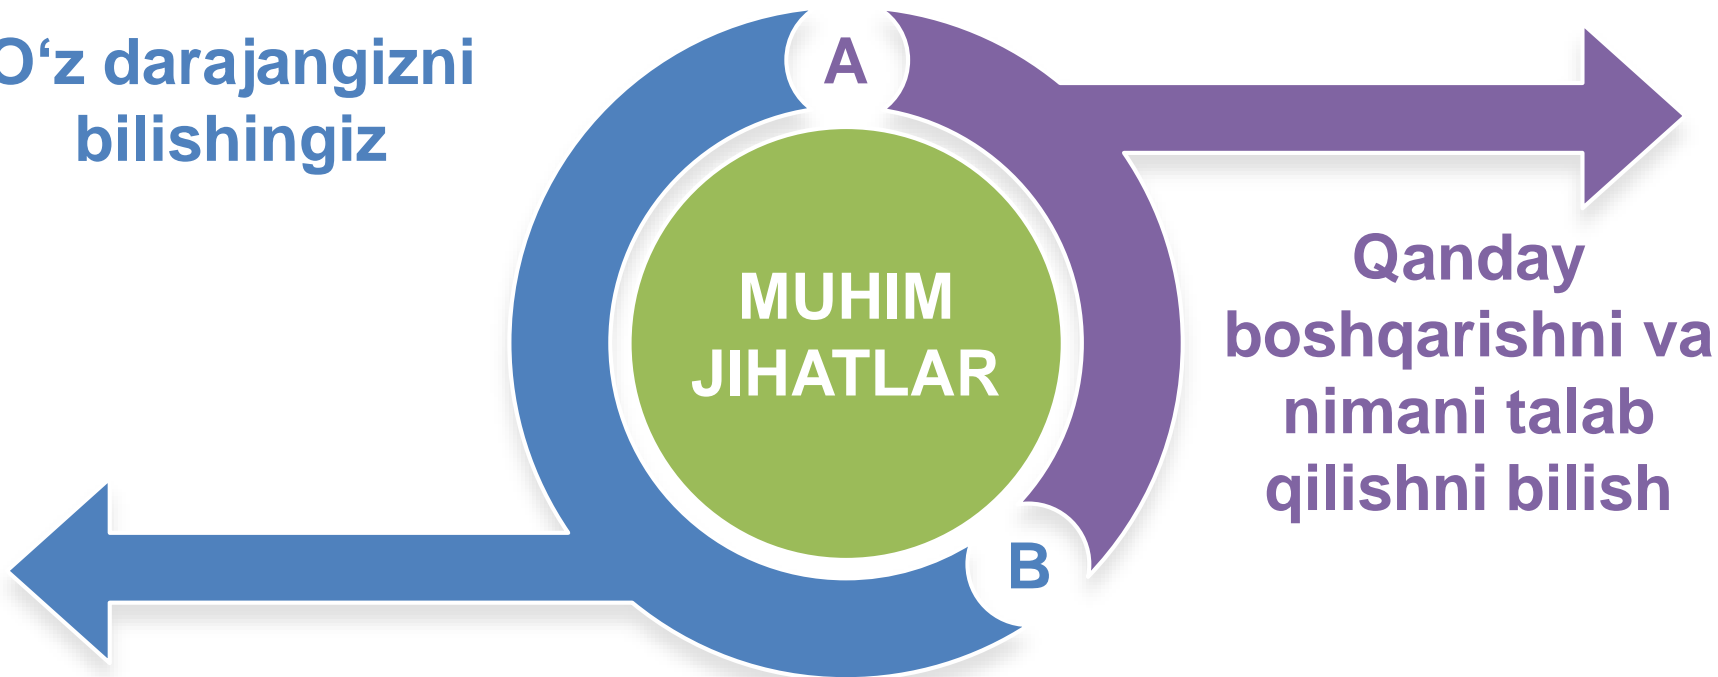 O‘z darajangizni
bilishingiz
A
MUHIM
JIHATLAR
Qanday
boshqarishni va
nimani talab
qilishni bilish
B